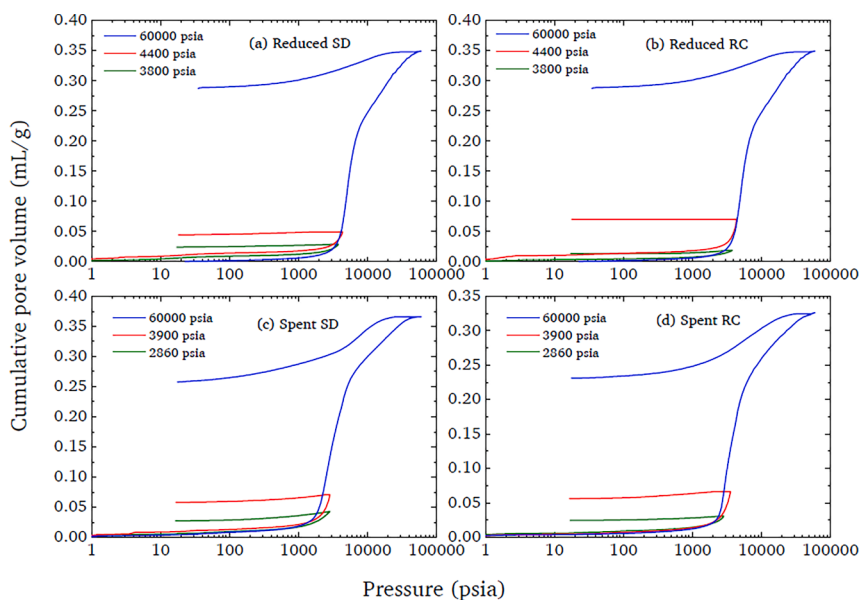 60000 psia
4400 psia
3800 psia
(a) Reduced SD
0.40
0.35
0.30
0.25
0.20
0.15
0.10
0.05
0.00
1 10 100 1000 10000 100000
60000 psia
4400 psia
3800 psia
(b) Reduced RC
0.40
0.35
0.30
0.25
0.20
0.15
0.10
0.05
0.00
1 10 100 1000 10000 100000
60000 psia
3900 psia
2860 psia
(c) Spent SD
0.40
0.35
0.30
0.25
0.20
0.15
0.10
0.05
0.00
1 10 100 1000 10000 100000
60000 psia
3900 psia
2860 psia
(d) Spent RC
0.35
0.30
0.25
0.20
0.15
0.10
0.05
0.00
1 10 100 1000 10000 100000
Cumulative pore volume (mL/g)
Pressure (psia)